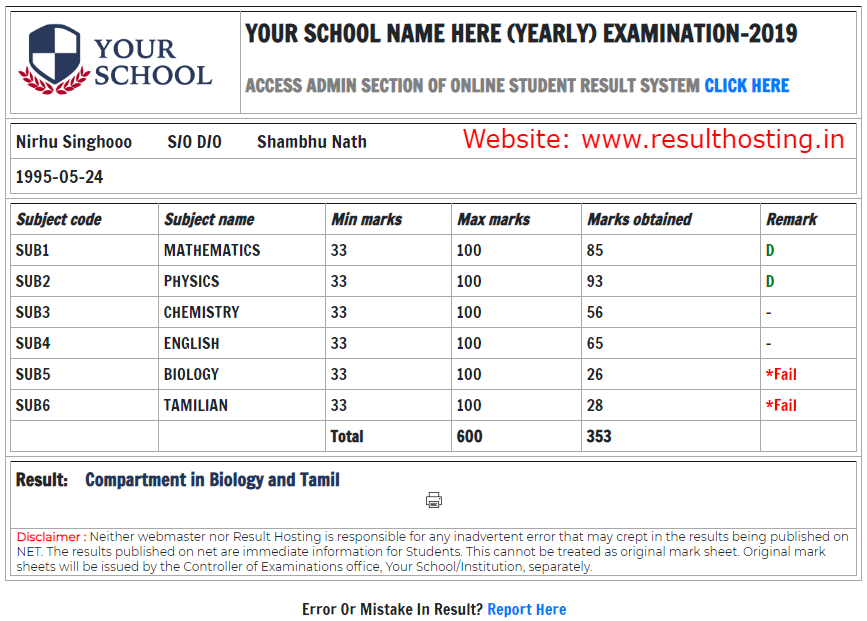 YOUR SCHOOL
YOUR SCHOOL NAME HERE (YEARLY) EXAMINATION-2019
ACCESS ADMIN SECTION OF ONLINE STUDENT RESULT SYSTEM CLICK HERE
Nirhu Singhooo S/O D/O Shambhu Nath Website: www.resulthosting.in
1995-05-24
Subject code Subject name Min marks Max marks Marks obtained Remark
SUB1 MATHEMATICS 33 100 85 D
SUB2 PHYSICS 33 100 93 D
SUB3 CHEMISTRY 33 100 56 -
SUB4 ENGLISH 33 100 65 -
SUB5 BIOLOGY 33 100 26 *Fail
SUB6 TAMILIAN 33 100 28 *Fail
Total 600 353
Result: Compartment in Biology and Tamil
Disclaimer : Neither webmaster nor Result Hosting is responsible for any inadvertent error that may crept in the results being published on
NET. The results published on net are immediate information for Students. This cannot be treated as original mark sheet. Original mark
sheets will be issued by the Controller of Examinations office, Your School/Institution, separately.
Error Or Mistake In Result? Report Here